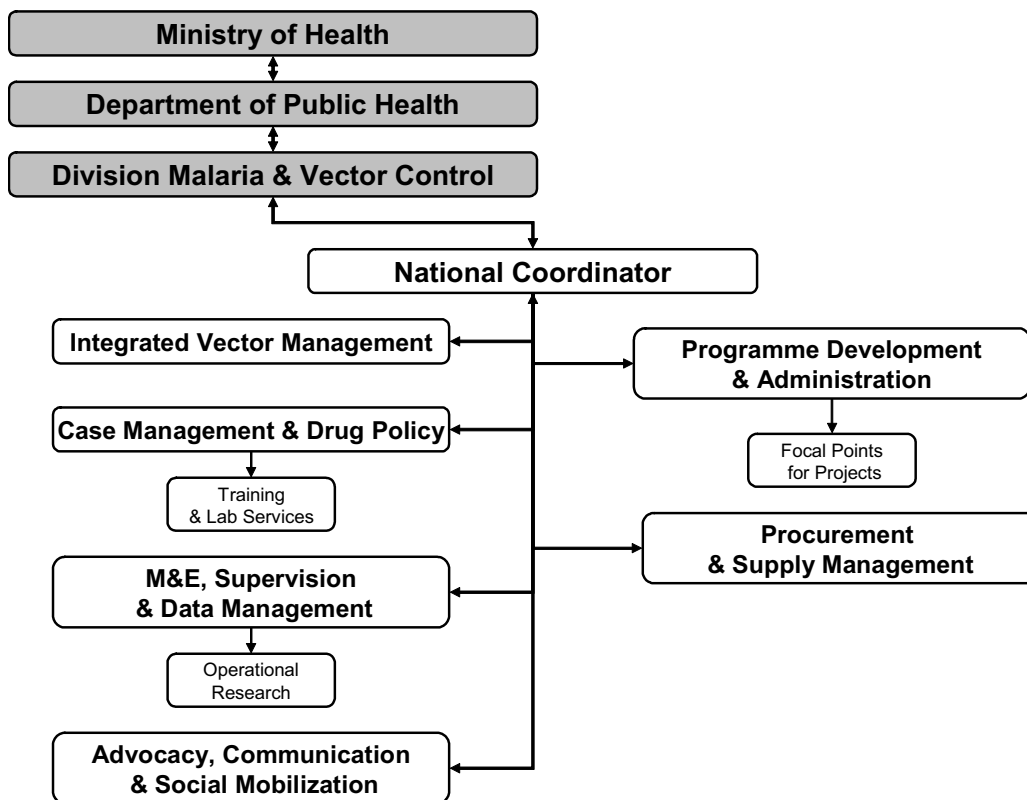 Ministry of Health
Department of Public Health
Division Malaria & Vector Control
National Coordinator
Integrated Vector Management
Programme Development
& Administration
Case Management & Drug Policy
Focal Points
for Projects
Training
& Lab Services
Procurement
& Supply Management
M&E, Supervision
& Data Management
Operational
Research
Advocacy, Communication
& Social Mobilization